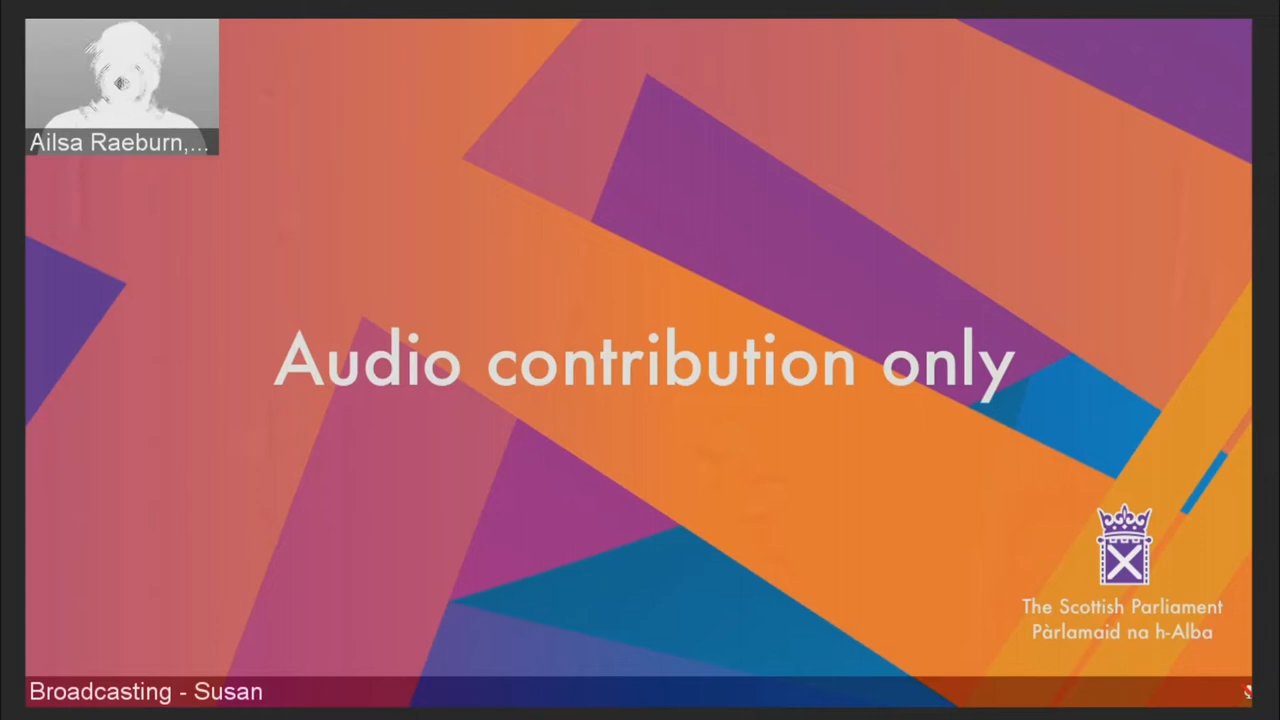 Ailsa Raeburn,...
Audio contribution only
The Scottish Parliament
Pàrlamaid na h-Alba
Broadcasting - Susan